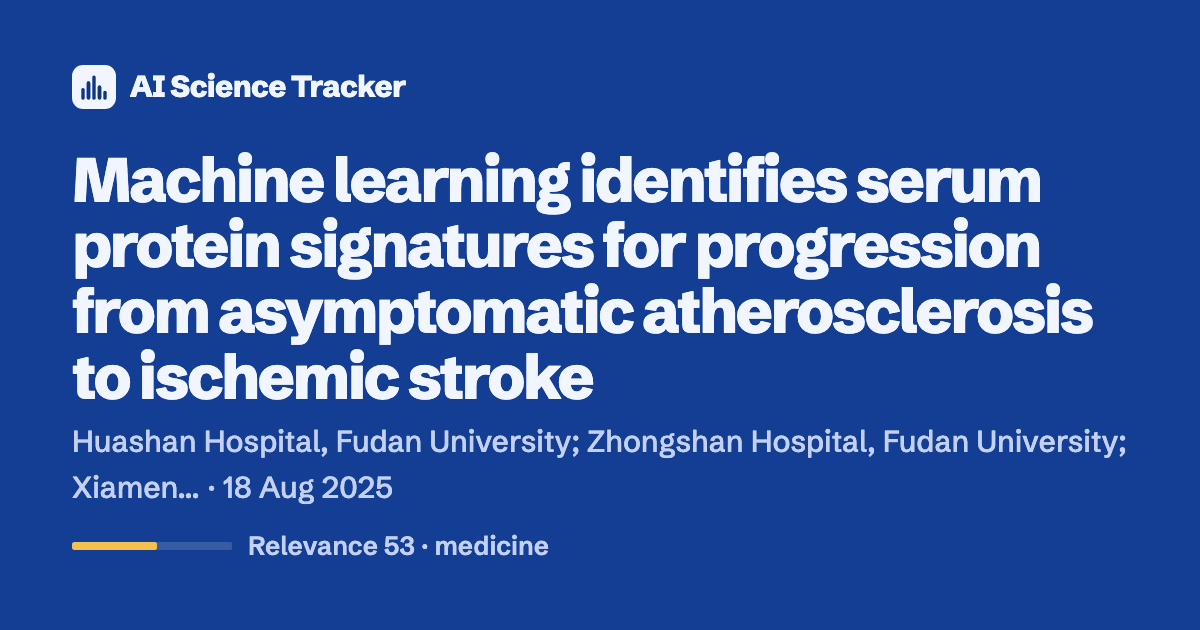 AI Science Tracker
Machine learning identifies serum
protein signatures for progression
from asymptomatic atherosclerosis
to ischemic stroke
Huashan Hospital, Fudan University; Zhongshan Hospital, Fudan University;
Xiamen... · 18 Aug 2025
Relevance 53 · medicine